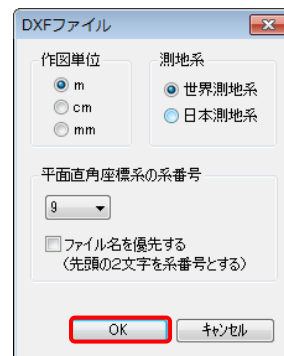 DXFファイル
作図単位
m
cm
mm
測地系
世界測地系
日本測地系
平面直角座標系の系番号
9
ファイル名を優先する
（先頭の2文字を系番号とする）
OK
キャンセル